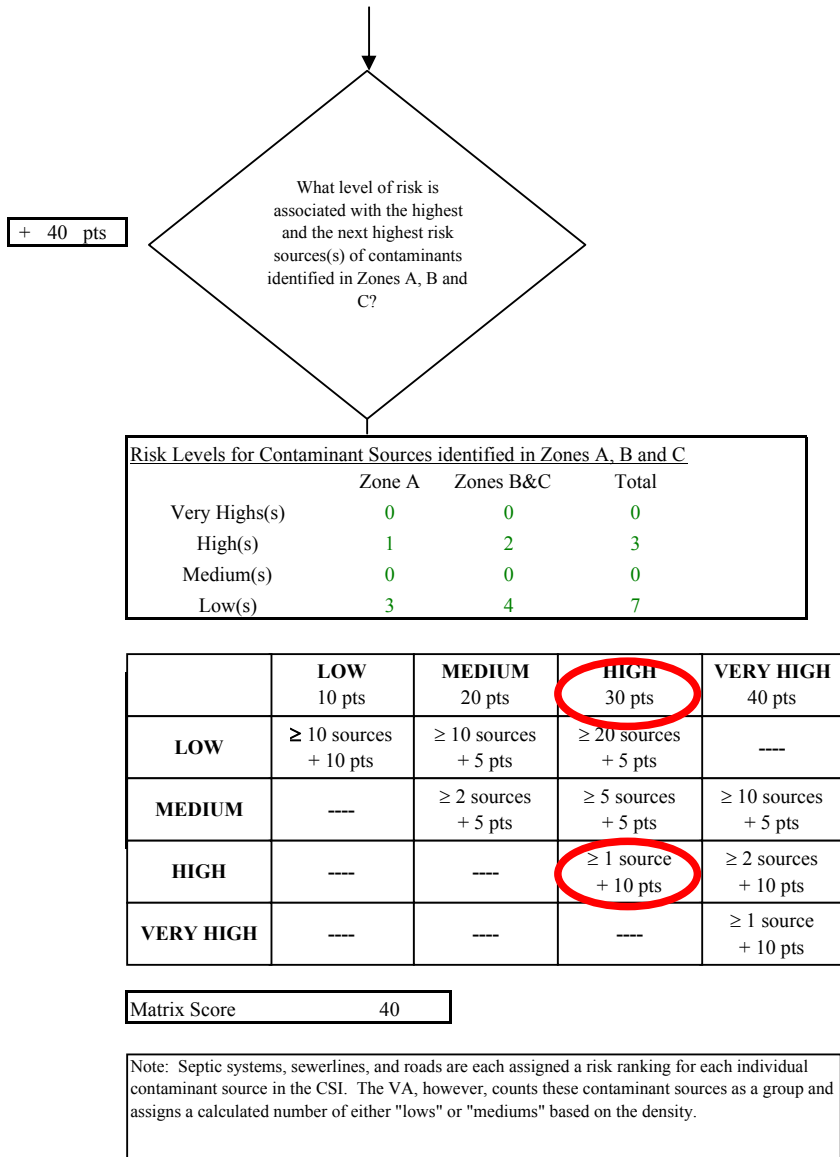 What level of risk is
associated with the highest
and the next highest risk
sources(s) of contaminants
identified in Zones A, B and
C?
+ 40 pts
Risk Levels for Contaminant Sources identified in Zones A, B and C
Zone A Zones B&C Total
Very Highs(s) 0 0 0
High(s) 1 2 3
Medium(s) 0 0 0
Low(s) 3 4 7
LOW MEDIUM HIGH VERY HIGH
10 pts 20 pts 30 pts 40 pts
LOW ≥ 10 sources ≥ 10 sources ≥ 20 sources ----
+ 10 pts + 5 pts + 5 pts
MEDIUM ---- ≥ 2 sources ≥ 5 sources ≥ 10 sources
+ 5 pts + 5 pts + 5 pts
HIGH ---- ---- ≥ 1 source ≥ 2 sources
+ 10 pts + 10 pts
VERY HIGH ---- ---- ---- ≥ 1 source
+ 10 pts
Matrix Score 40
Note: Septic systems, sewerlines, and roads are each assigned a risk ranking for each individual
contaminant source in the CSI. The VA, however, counts these contaminant sources as a group and
assigns a calculated number of either "lows" or "mediums" based on the density.